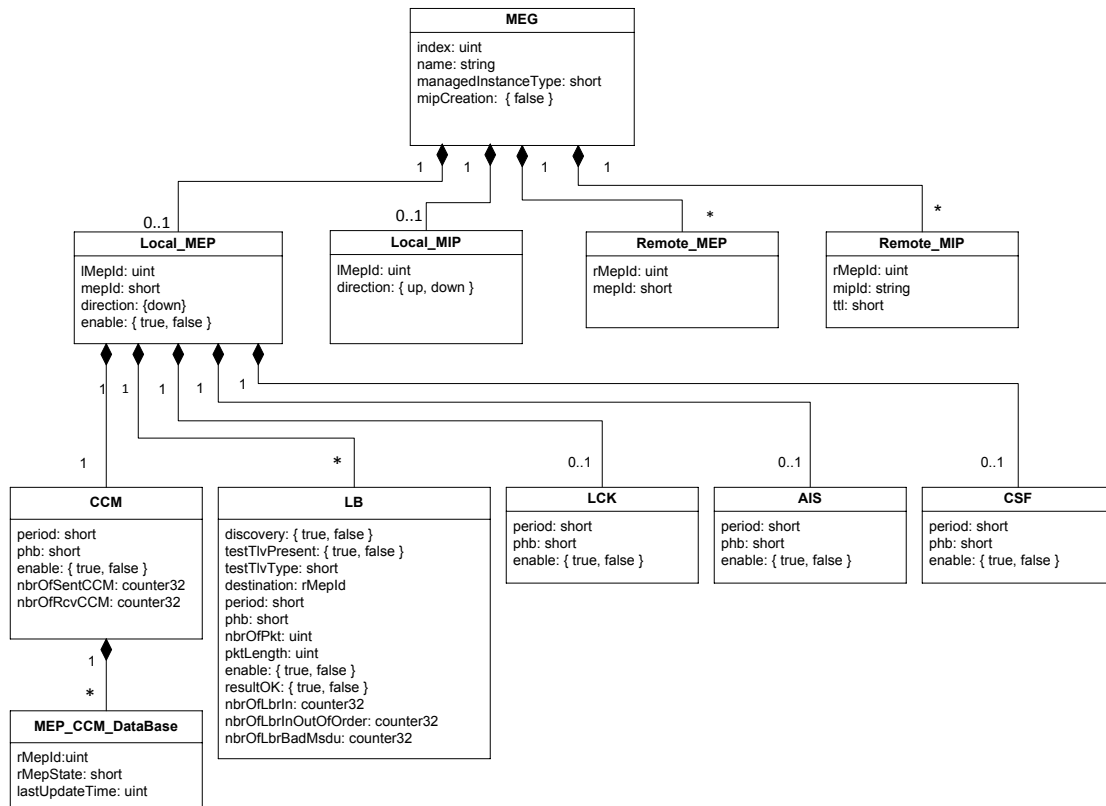 MEG
index: uint
name: string
managedInstanceType: short
mipCreation:  { false }
1 1 1 1
0..1 0..1 * *
Local_MEP
lMepId: uint
mepId: short
direction: {down}
enable: { true, false }
Local_MIP
lMepId: uint
direction: { up, down }
Remote_MEP
rMepId: uint
mepId: short
Remote_MIP
rMepId: uint
mipId: string
ttl: short
1 1 1 1 1
1 * 0..1 0..1 0..1
CCM
period: short
phb: short
enable: { true, false }
nbrOfSentCCM: counter32
nbrOfRcvCCM: counter32
LB
discovery: { true, false }
testTlvPresent: { true, false }
testTlvType: short
destination: rMepId
period: short
phb: short
nbrOfPkt: uint
pktLength: uint
enable: { true, false }
resultOK: { true, false }
nbrOfLbrIn: counter32
nbrOfLbrInOutOfOrder: counter32
nbrOfLbrBadMsdu: counter32
LCK
period: short
phb: short
enable: { true, false }
AIS
period: short
phb: short
enable: { true, false }
CSF
period: short
phb: short
enable: { true, false }
1
*
MEP_CCM_DataBase
rMepId:uint
rMepState: short
lastUpdateTime: uint